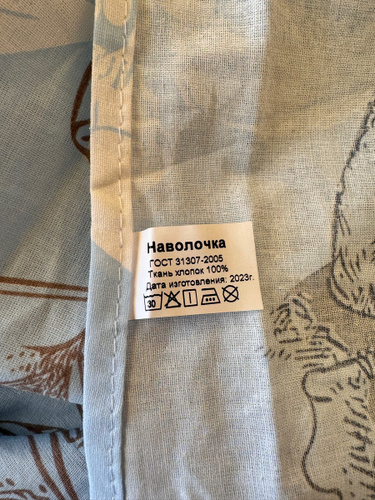 Наволочка
ГОСТ 31307-2005
Ткань хлопок 100%
Дата изготовления: 2023г.
30